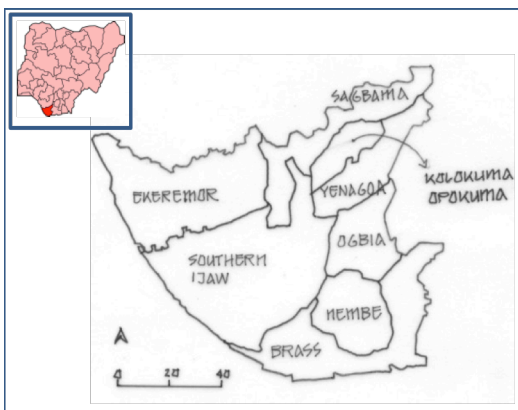 SAGBAMA
KOLOKUMA
OPOKUMA
EKEREMOR
YENAGOA
OGBIA
SOUTHERN
IJAW
NEMBE
BRASS
0 20 40